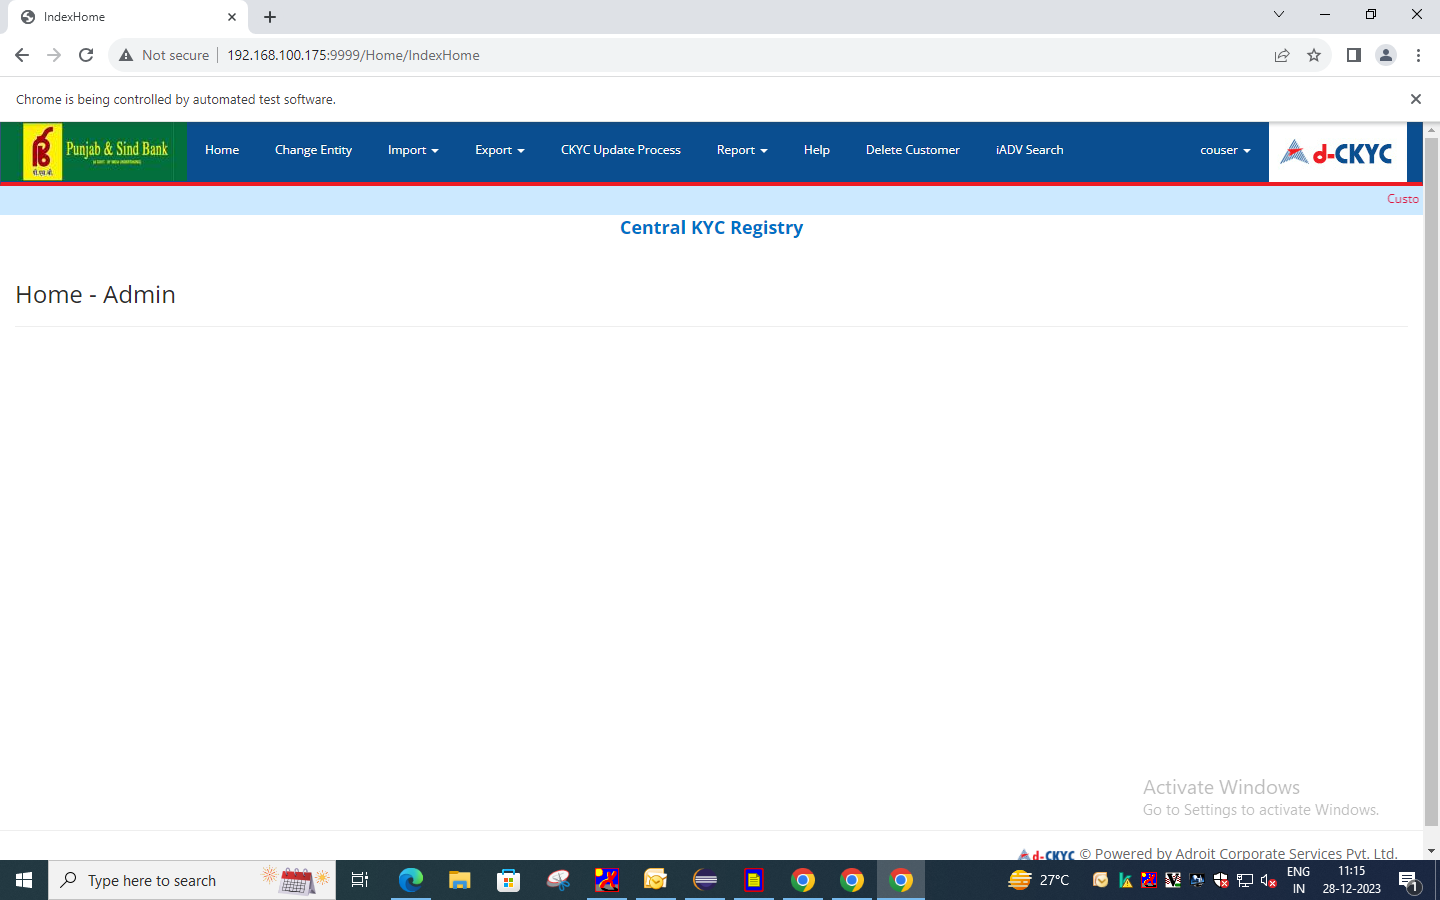 IndexHome
Not secure
192.168.100.175:9999/Home/IndexHome
Chrome is being controlled by automated test software.
Punjab & Sind Bank
Home
Change Entity
Import
Export
CKYC Update Process
Report
Help
Delete Customer
iADV Search
couser
d-CKYC
Custo
Central KYC Registry
Home - Admin
Activate Windows
Go to Settings to activate Windows.
d-CKYC © Powered by Adroit Corporate Services Pvt. Ltd.
Type here to search
27°C
ENG
IN
11:15
28-12-2023
1